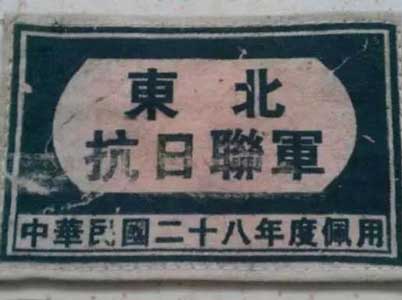 東北
抗日聯軍
中華民國二十八年度佩用